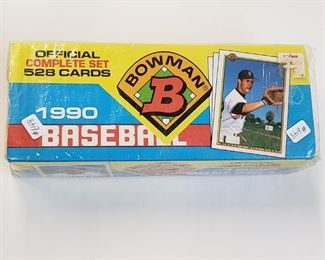 OFFICIAL
COMPLETE SET
528 CARDS
BOWMAN
B
1990
BASEBALL